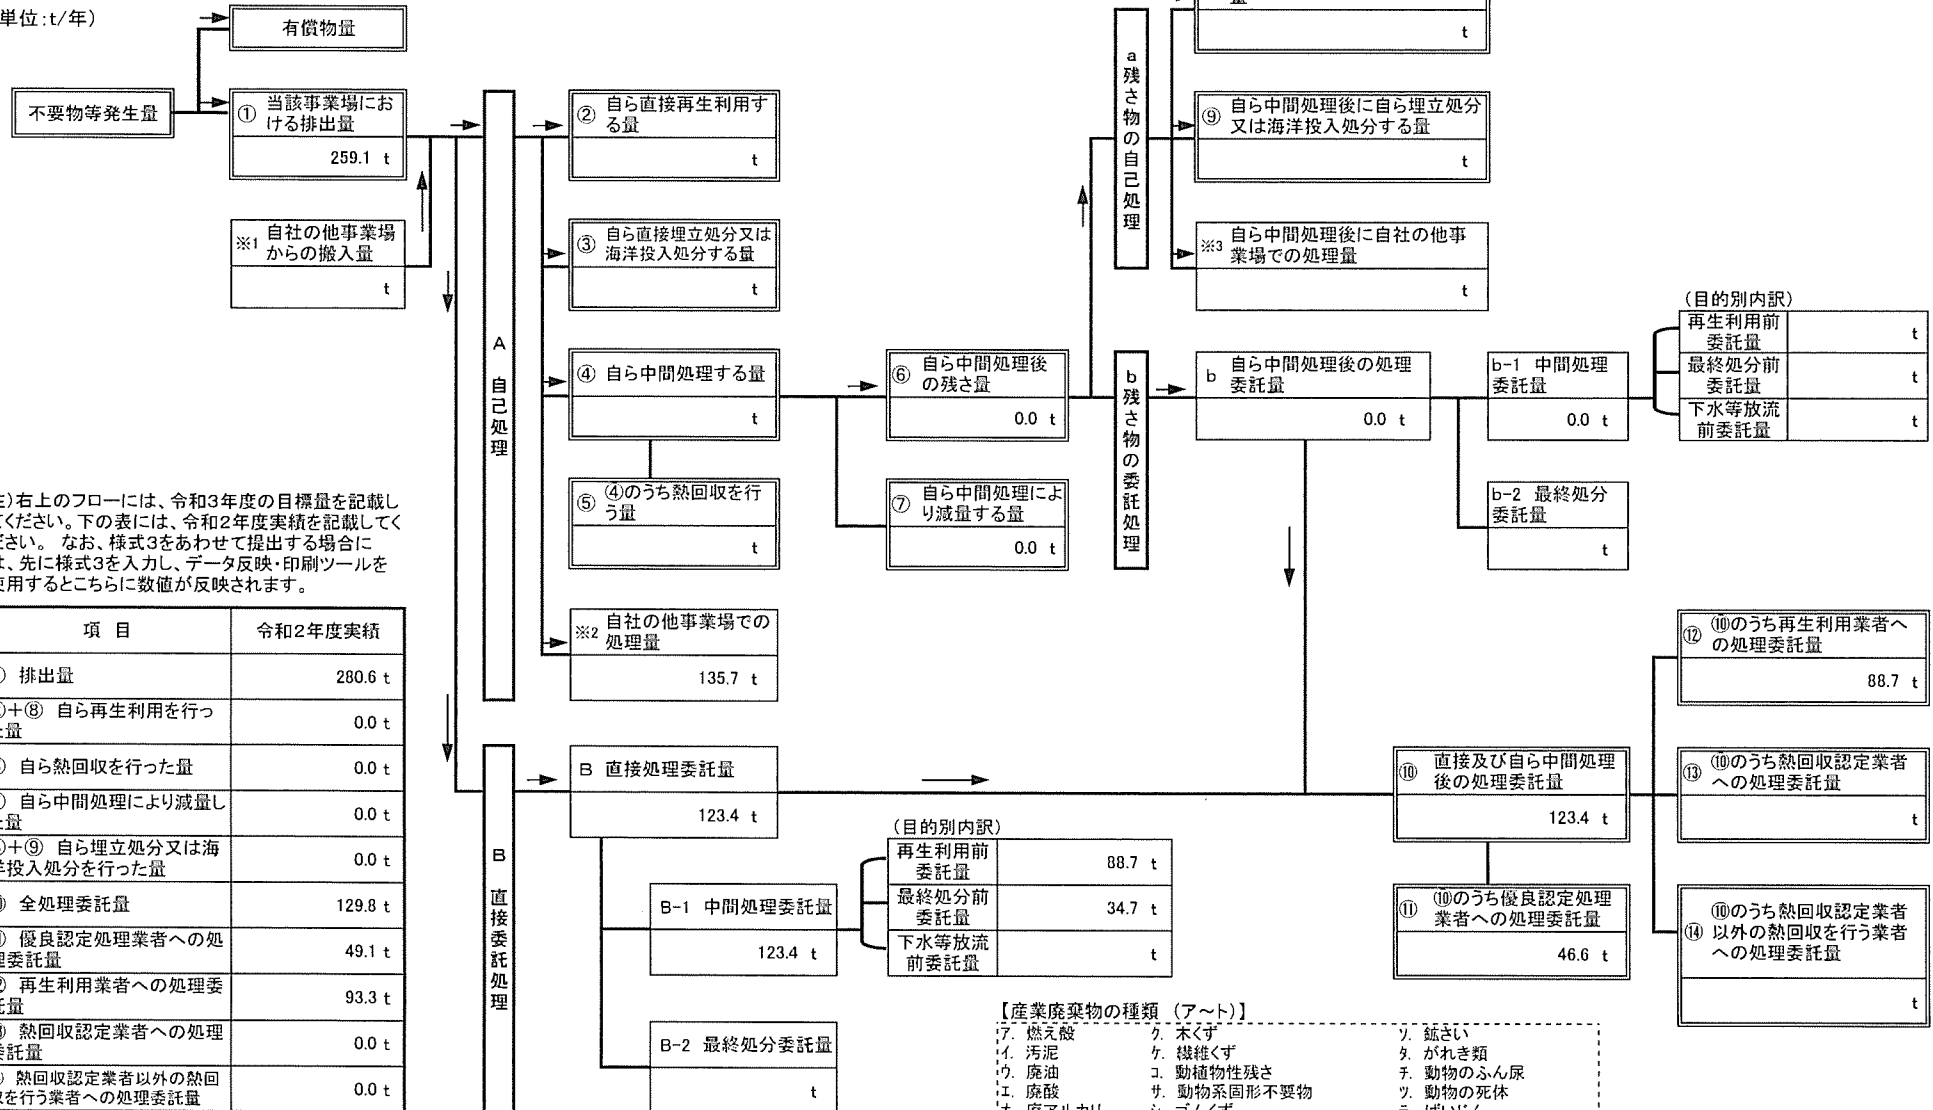 単位:t/年)
有償物量
不要物等発生量
① 当該事業場にお
ける排出量
259.1 t
※1 自社の他事業場
からの搬入量
t
A 自己処理
② 自ら直接再生利用す
る量
t
③ 自ら直接埋立処分又は
海洋投入処分する量
t
④ 自ら中間処理する量
t
⑤ ④のうち熱回収を行
う量
t
※2 自社の他事業場での
処理量
135.7 t
⑥ 自ら中間処理後
の残さ量
0.0 t
⑦ 自ら中間処理によ
り減量する量
0.0 t
a 残さ物の自己処理
t
⑨ 自ら中間処理後に自ら埋立処分
又は海洋投入処分する量
t
※3 自ら中間処理後に自社の他事
業場での処理量
t
b 残さ物の委託処理
b 自ら中間処理後の処理
委託量
0.0 t
b-1 中間処理
委託量
0.0 t
(目的別内訳)
再生利用前
委託量
t
最終処分前
委託量
t
下水等放流
前委託量
t
b-2 最終処分
委託量
t
)右上のフローには、令和3年度の目標量を記載し
ください。下の表には、令和2年度実績を記載してく
さい。 なお、様式3をあわせて提出する場合に
、先に様式3を入力し、データ反映・印刷ツールを
用するとこちらに数値が反映されます。
項 目 令和2年度実績
排出量 280.6 t
+⑧ 自ら再生利用を行っ
量 0.0 t
自ら熱回収を行った量 0.0 t
自ら中間処理により減量し
量 0.0 t
+⑨ 自ら埋立処分又は海
投入処分を行った量 0.0 t
全処理委託量 129.8 t
優良認定処理業者への処
委託量 49.1 t
再生利用業者への処理委
量 93.3 t
熱回収認定業者への処理
託量 0.0 t
熱回収認定業者以外の熱回
を行う業者への処理委託量 0.0 t
B 直接委託処理
B 直接処理委託量
123.4 t
B-1 中間処理委託量
123.4 t
(目的別内訳)
再生利用前
委託量
88.7 t
最終処分前
委託量
34.7 t
下水等放流
前委託量
t
B-2 最終処分委託量
t
⑩ 直接及び自ら中間処理
後の処理委託量
123.4 t
⑪ ⑩のうち優良認定処理
業者への処理委託量
46.6 t
⑫ ⑩のうち再生利用業者へ
の処理委託量
88.7 t
⑬ ⑩のうち熱回収認定業者
への処理委託量
t
⑭ ⑩のうち熱回収認定業者
以外の熱回収を行う業者
への処理委託量
t
【産業廃棄物の種類 (ア～ト)】
ア. 燃え殻 ク. 木くず ソ. 鉱さい
イ. 汚泥 ケ. 繊維くず タ. がれき類
ウ. 廃油 コ. 動植物性残さ チ. 動物のふん尿
エ. 廃酸 サ. 動物系固形不要物 ツ. 動物の死体